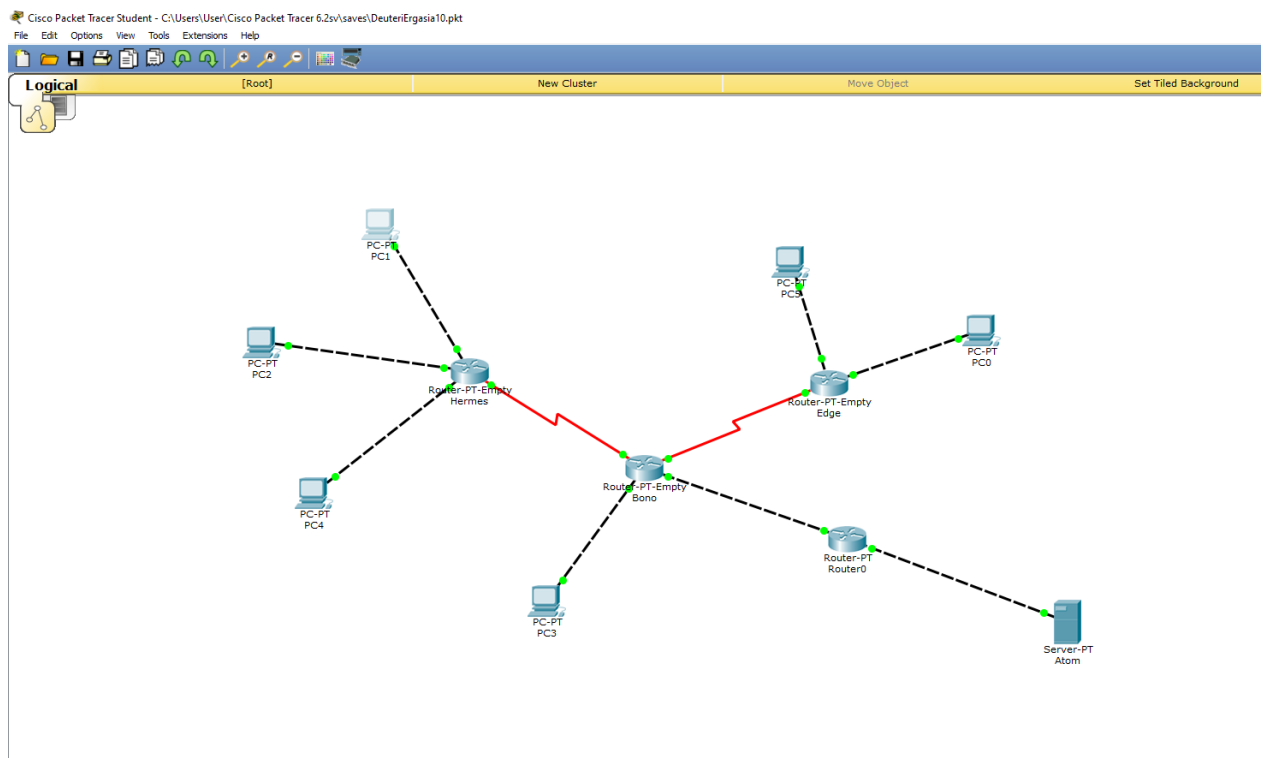 Cisco Packet Tracer Student - C:\Users\User\Cisco Packet Tracer 6.2sv\saves\DeuteriErgasia10.pkt
File Edit Options View Tools Extensions Help
Logical [Root] New Cluster Move Object Set Tiled Background
PC-PT
PC1
PC-PT
PC5
PC-PT
PC2
PC-PT
PC0
Router-PT-Empty
Hermes
Router-PT-Empty
Edge
Router-PT-Empty
Bono
PC-PT
PC4
Router-PT
Router0
PC-PT
PC3
Server-PT
Atom